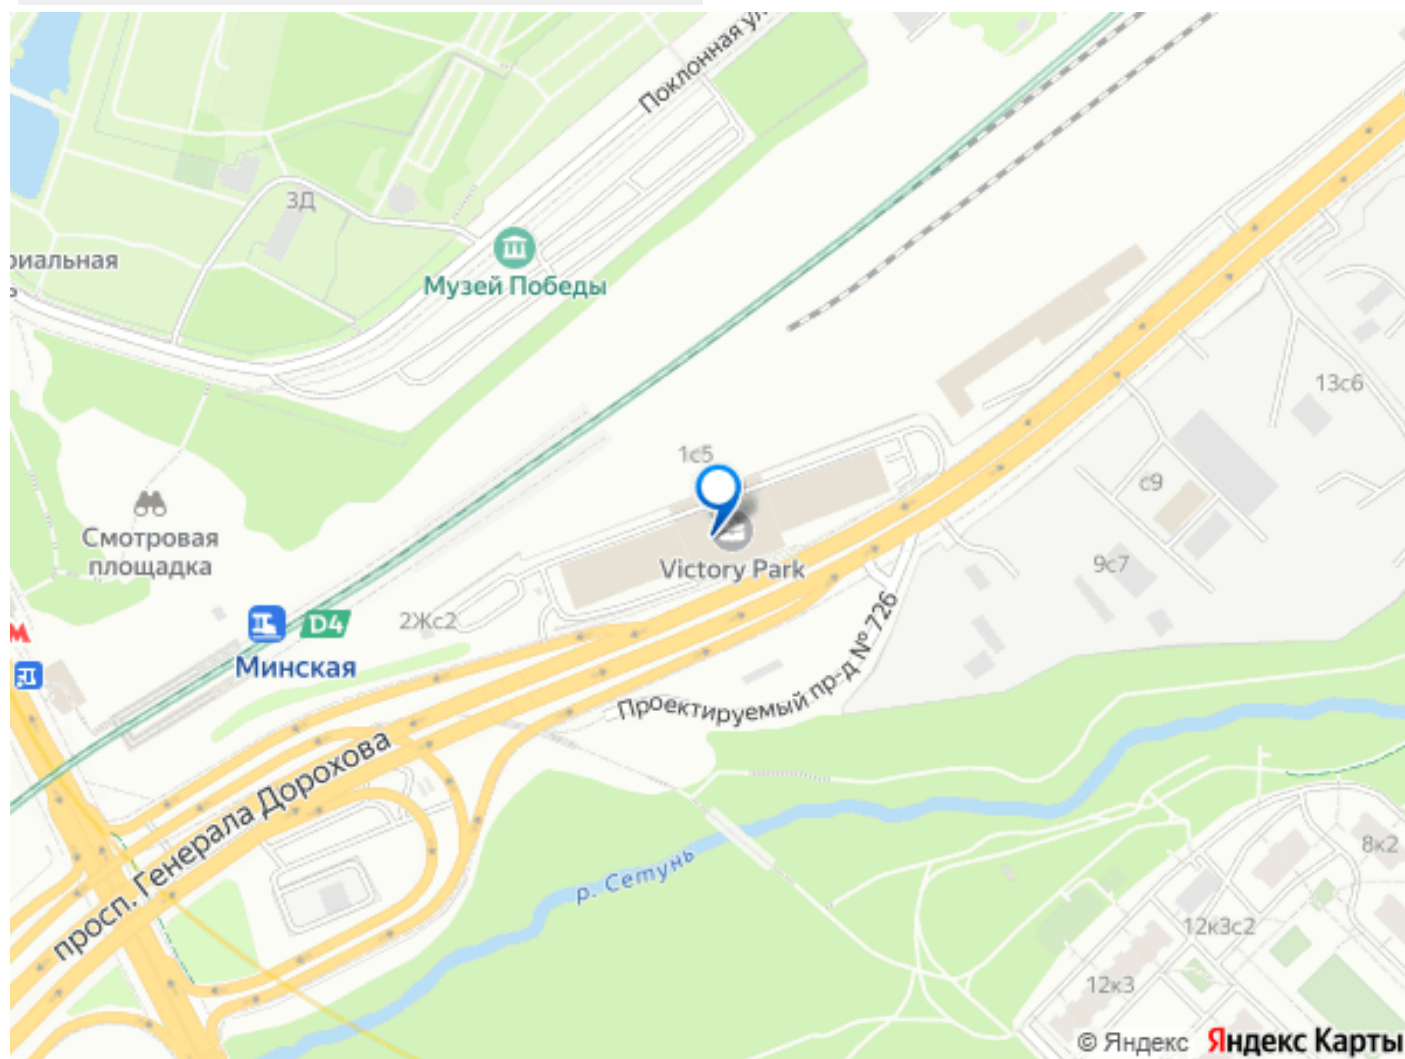 Поклонная ул.
3Д
риальная
ь
Музей Победы
13с6
1с5
с9
Смотровая
площадка
Victory Park
9с7
2Жс2
D4
М
Минская
Проектируемый пр-д № 726
просп. Генерала Дорохова
р. Сетунь
8к2
12к3с2
12к3
© Яндекс Яндекс Карты